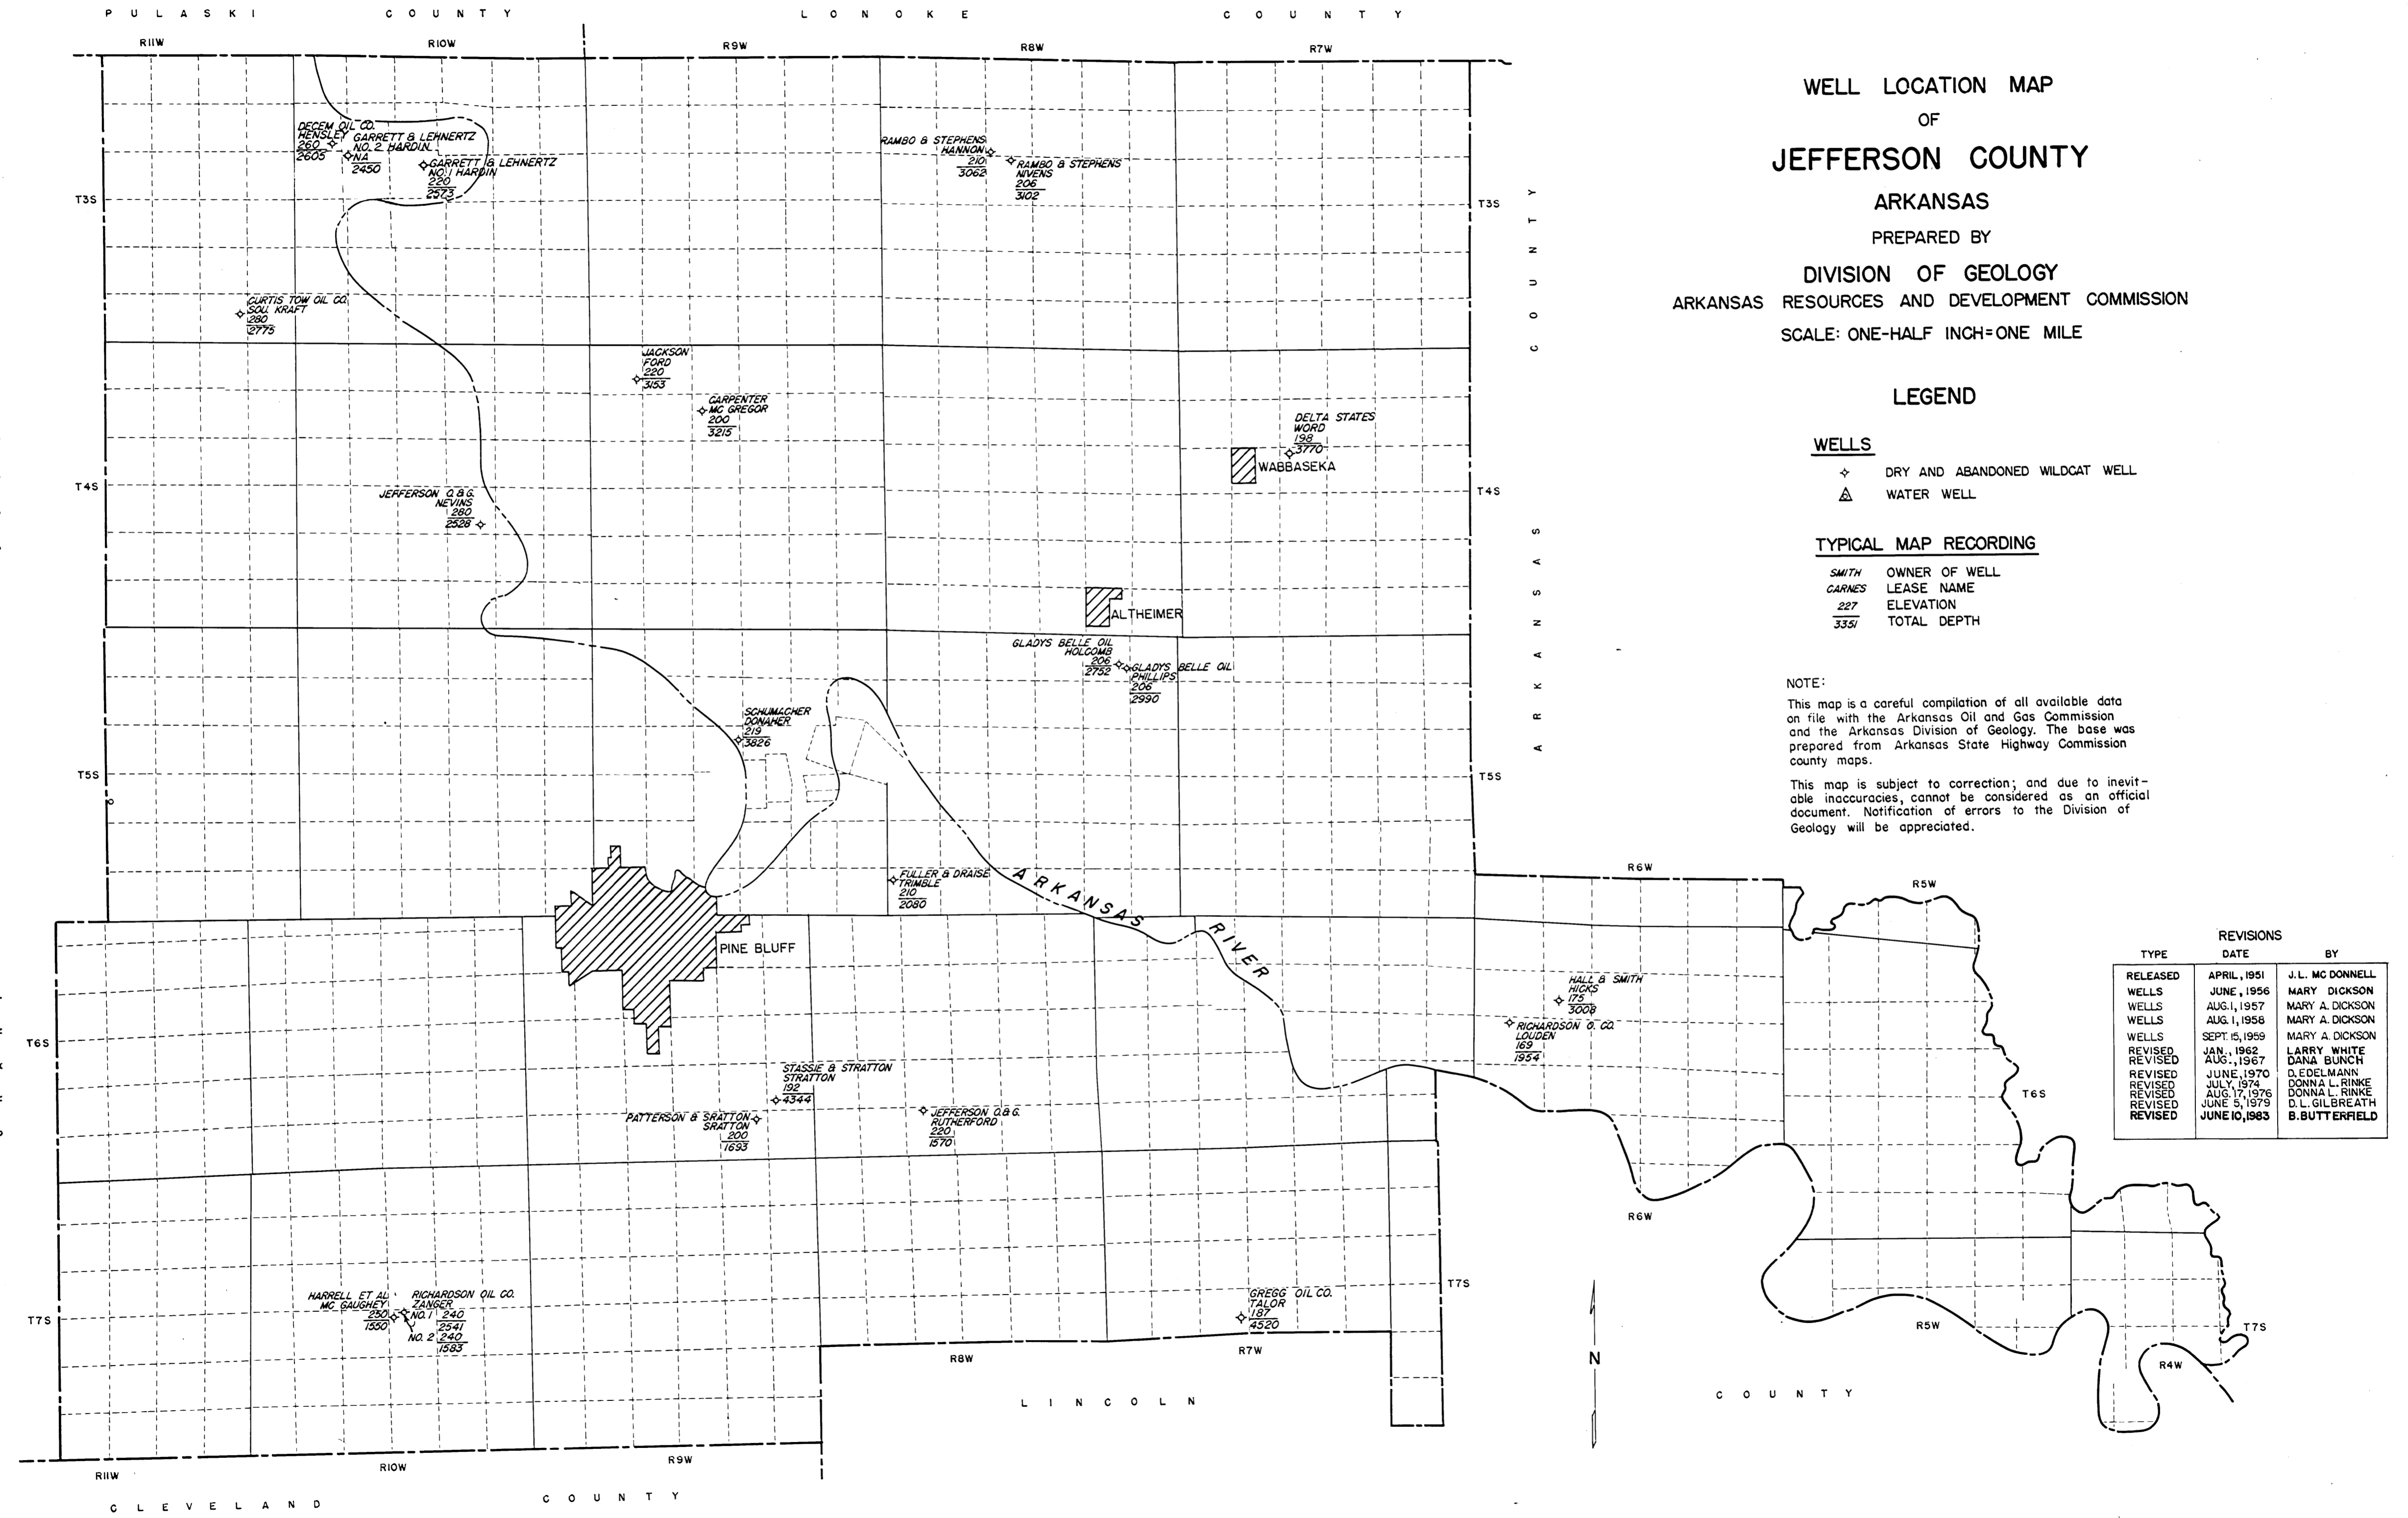 PULASKI COUNTY LONOKE COUNTY
R11W R10W R9W R8W R7W
DECEM OIL CO.
HENSLEY
260
2605
GARRETT & LEHNERTZ
NO. 2 HARDIN
NA
2450
GARRETT & LEHNERTZ
NO. 1 HARDIN
220
2573
RAMBO & STEPHENS
HANNON
210
3062
RAMBO & STEPHENS
NIVENS
206
3102
T3S
T3S
CURTIS TOW OIL CO.
SOU. KRAFT
280
2775
JACKSON
FORD
220
3153
CARPENTER
MC GREGOR
200
3215
DELTA STATES
WORD
198
3770
WABBASEKA
T4S
T4S
JEFFERSON O.&G.
NEVINS
280
2528
ALTHEIMER
GLADYS BELLE OIL
HOLCOMB
206
2752
GLADYS BELLE OIL
PHILLIPS
206
2990
SCHUMACHER
DONAHER
219
3826
T5S
T5S
ARKANSAS COUNTY
FULLER & DRAISE
TRIMBLE
210
2080
ARKANSAS RIVER
PINE BLUFF
R6W
R5W
HALL & SMITH
HICKS
175
3008
RICHARDSON O. CO.
LOUDEN
169
1954
T6S
T6S
STASSIE & STRATTON
STRATTON
192
4344
PATTERSON & SRATTON
SRATTON
200
1693
JEFFERSON O.&G.
RUTHERFORD
220
1570
R6W
HARRELL ET AL
MC GAUGHEY
250
1550
RICHARDSON OIL CO.
ZANGER
NO. 1 240
2541
NO. 2 240
1583
GREGG OIL CO.
TALOR
187
4520
T7S
T7S
T7S
R5W
R4W
R8W
R7W
N
LINCOLN COUNTY
R11W R10W R9W
CLEVELAND COUNTY
WELL LOCATION MAP
OF
JEFFERSON COUNTY
ARKANSAS
PREPARED BY
DIVISION OF GEOLOGY
ARKANSAS RESOURCES AND DEVELOPMENT COMMISSION
SCALE: ONE-HALF INCH=ONE MILE
LEGEND
WELLS
DRY AND ABANDONED WILDCAT WELL
WATER WELL
TYPICAL MAP RECORDING
SMITH OWNER OF WELL
CARNES LEASE NAME
227 ELEVATION
3351 TOTAL DEPTH
NOTE:
This map is a careful compilation of all available data
on file with the Arkansas Oil and Gas Commission
and the Arkansas Division of Geology. The base was
prepared from Arkansas State Highway Commission
county maps.
This map is subject to correction; and due to inevit-
able inaccuracies, cannot be considered as an official
document. Notification of errors to the Division of
Geology will be appreciated.
REVISIONS
TYPE DATE BY
RELEASED APRIL, 1951 J.L. MC DONNELL
WELLS JUNE, 1956 MARY DICKSON
WELLS AUG. 1, 1957 MARY A. DICKSON
WELLS AUG. 1, 1958 MARY A. DICKSON
WELLS SEPT. 15, 1959 MARY A. DICKSON
REVISED JAN., 1962 LARRY WHITE
REVISED AUG., 1967 DANA BUNCH
REVISED JUNE, 1970 D. EDELMANN
REVISED JULY, 1974 DONNA L. RINKE
REVISED AUG. 17, 1976 DONNA L. RINKE
REVISED JUNE 5, 1979 D.L. GILBREATH
REVISED JUNE 10, 1983 B. BUTTERFIELD